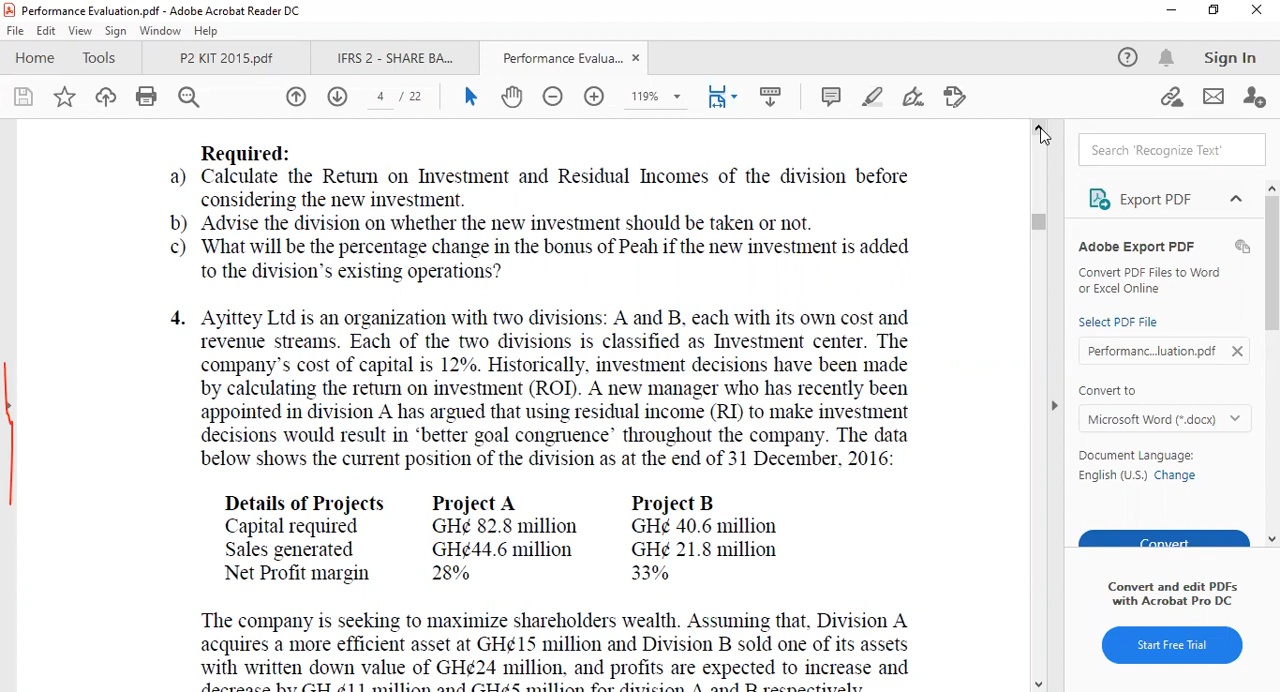 Performance Evaluation.pdf - Adobe Acrobat Reader DC
File Edit View Sign Window Help
Home Tools P2 KIT 2015.pdf IFRS 2 - SHARE BA... Performance Evalua... × Sign In
4 / 22 119%
Required:
a) Calculate the Return on Investment and Residual Incomes of the division before
considering the new investment.
b) Advise the division on whether the new investment should be taken or not.
c) What will be the percentage change in the bonus of Peah if the new investment is added
to the division's existing operations?
4. Ayittey Ltd is an organization with two divisions: A and B, each with its own cost and
revenue streams. Each of the two divisions is classified as Investment center. The
company's cost of capital is 12%. Historically, investment decisions have been made
by calculating the return on investment (ROI). A new manager who has recently been
appointed in division A has argued that using residual income (RI) to make investment
decisions would result in 'better goal congruence' throughout the company. The data
below shows the current position of the division as at the end of 31 December, 2016:
Details of Projects Project A Project B
Capital required GH¢ 82.8 million GH¢ 40.6 million
Sales generated GH¢44.6 million GH¢ 21.8 million
Net Profit margin 28% 33%
The company is seeking to maximize shareholders wealth. Assuming that, Division A
acquires a more efficient asset at GH¢15 million and Division B sold one of its assets
with written down value of GH¢24 million, and profits are expected to increase and
decrease by GH ¢11 million and GH¢5 million for division A and B respectively.
Search 'Recognize Text'
Export PDF
Adobe Export PDF
Convert PDF Files to Word
or Excel Online
Select PDF File
Performanc...luation.pdf
Convert to
Microsoft Word (*.docx)
Document Language:
English (U.S.) Change
Convert
Convert and edit PDFs
with Acrobat Pro DC
Start Free Trial